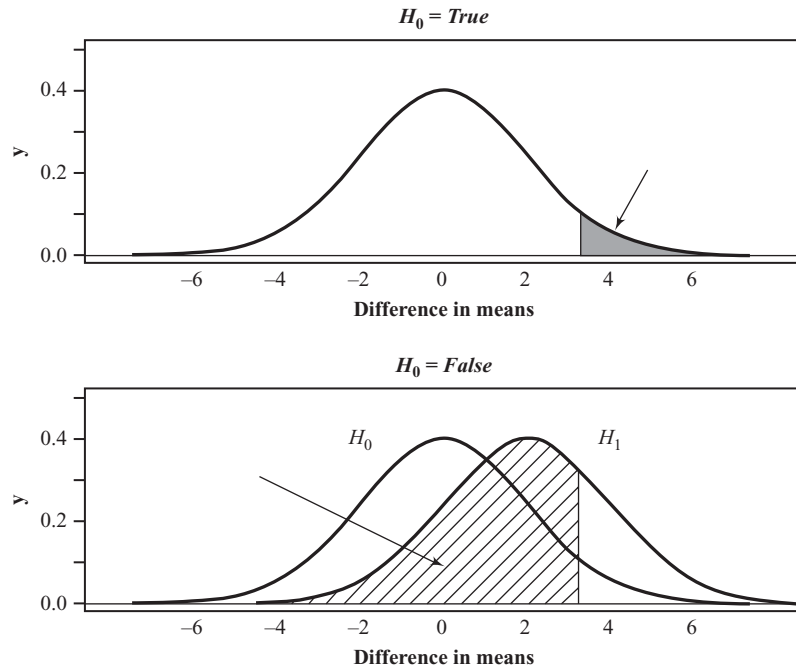 H0 = True
y
0.4
0.2
0.0
–6 –4 –2 0 2 4 6
Difference in means
H0 = False
y
H0 H1
0.4
0.2
0.0
–6 –4 –2 0 2 4 6
Difference in means